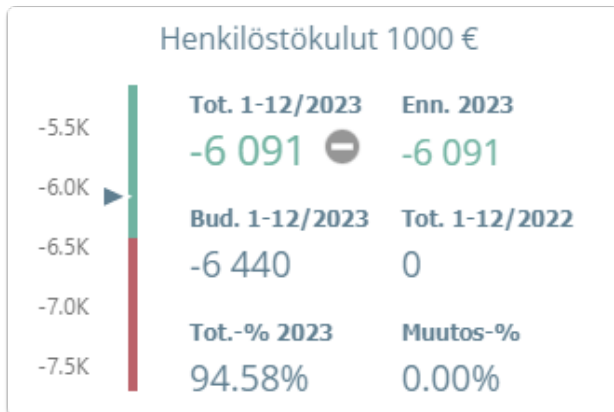 Henkilöstökulut 1000 €
-5.5K
-6.0K
-6.5K
-7.0K
-7.5K
Tot. 1-12/2023 Enn. 2023
-6 091 -6 091
Bud. 1-12/2023 Tot. 1-12/2022
-6 440 0
Tot.-% 2023 Muutos-%
94.58% 0.00%